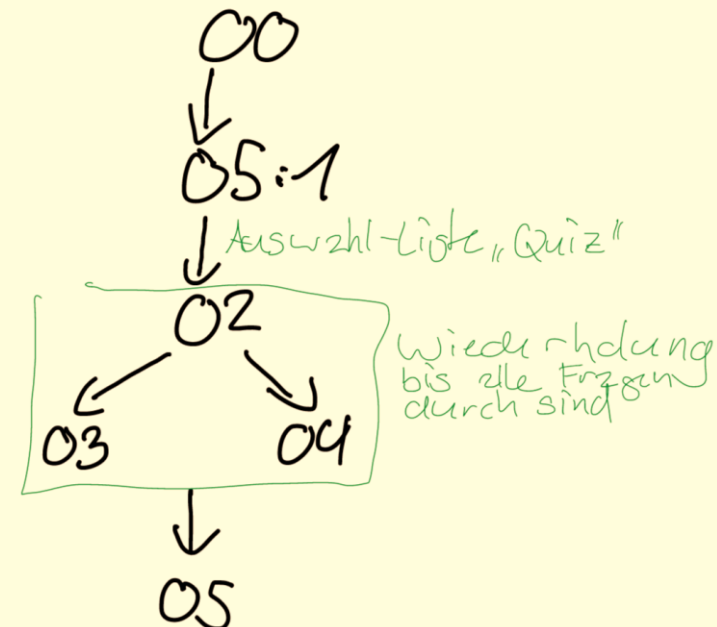 00
05:1
Auswahl-Liste „Quiz"
02
Wiederholung
bis alle Fragen
durch sind
03 04
05